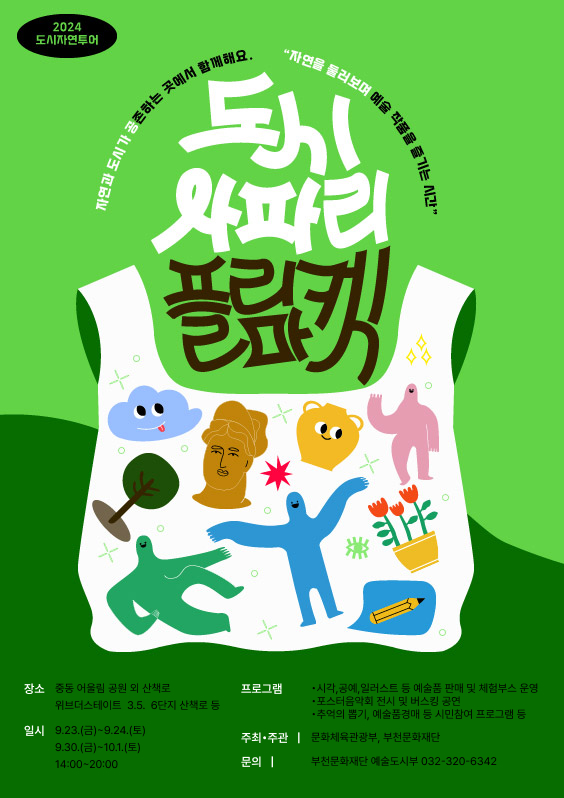 2024
도시자연투어
자연과 도시가 공존하는 곳에서 함께해요.
“자연을 둘러보며 예술 작품을 즐기는 시간”
도시
와파리
플리마켓
장소 중동 어울림 공원 외 산책로
위브더스테이트 3.5. 6단지 산책로 등
일시 9.23.(금)~9.24.(토)
9.30.(금)~10.1.(토)
14:00~20:00
프로그램 •시각,공예,일러스트 등 예술품 판매 및 체험부스 운영
•포스터음악회 전시 및 버스킹 공연
•추억의 뽑기, 예술품경매 등 시민참여 프로그램 등
주최•주관 | 문화체육관광부, 부천문화재단
문의 | 부천문화재단 예술도시부 032-320-6342